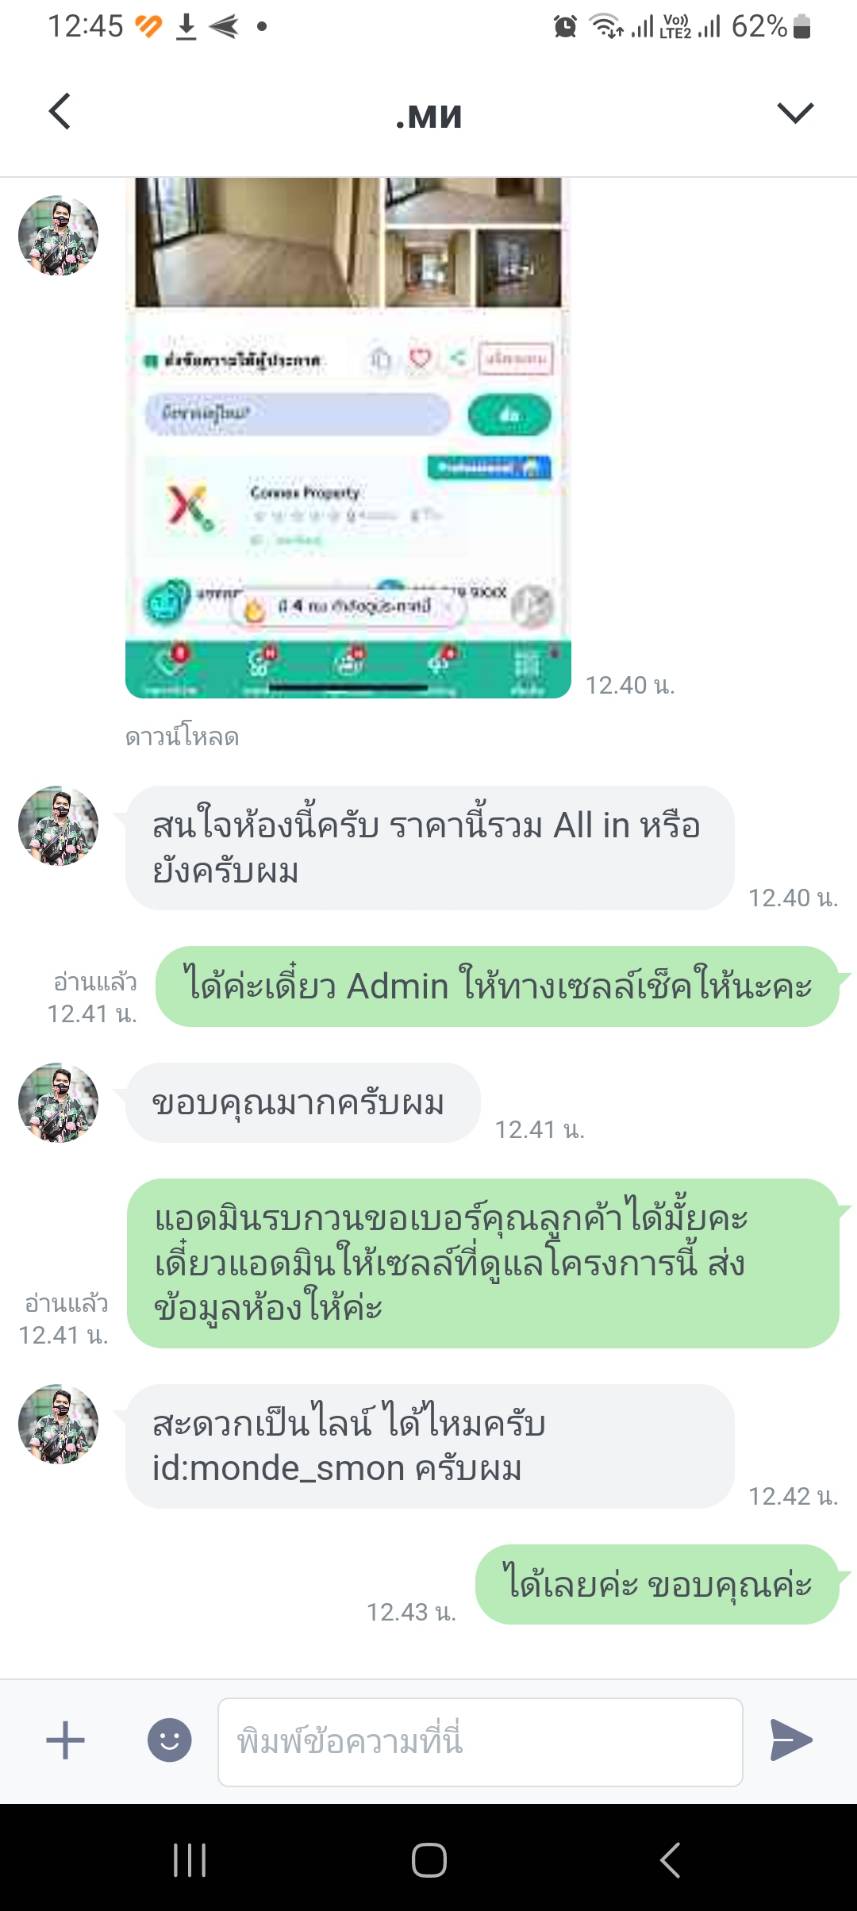 12:45
Vo))
LTE2
62%
.ми
ส่งข้อความให้ผู้ประกาศ
Connex Property
มี 4 คน กำลังดูประกาศนี้
12.40 น.
ดาวน์โหลด
สนใจห้องนี้ครับ ราคานี้รวม All in หรือ
ยังครับผม
12.40 น.
ได้ค่ะเดี๋ยว Admin ให้ทางเซลล์เช็คให้นะคะ
อ่านแล้ว
12.41 น.
ขอบคุณมากครับผม
12.41 น.
แอดมินรบกวนขอเบอร์คุณลูกค้าได้มั้ยคะ
เดี๋ยวแอดมินให้เซลล์ที่ดูแลโครงการนี้ ส่ง
ข้อมูลห้องให้ค่ะ
อ่านแล้ว
12.41 น.
สะดวกเป็นไลน์ ได้ไหมครับ
id:monde_smon ครับผม
12.42 น.
ได้เลยค่ะ ขอบคุณค่ะ
12.43 น.
พิมพ์ข้อความที่นี่